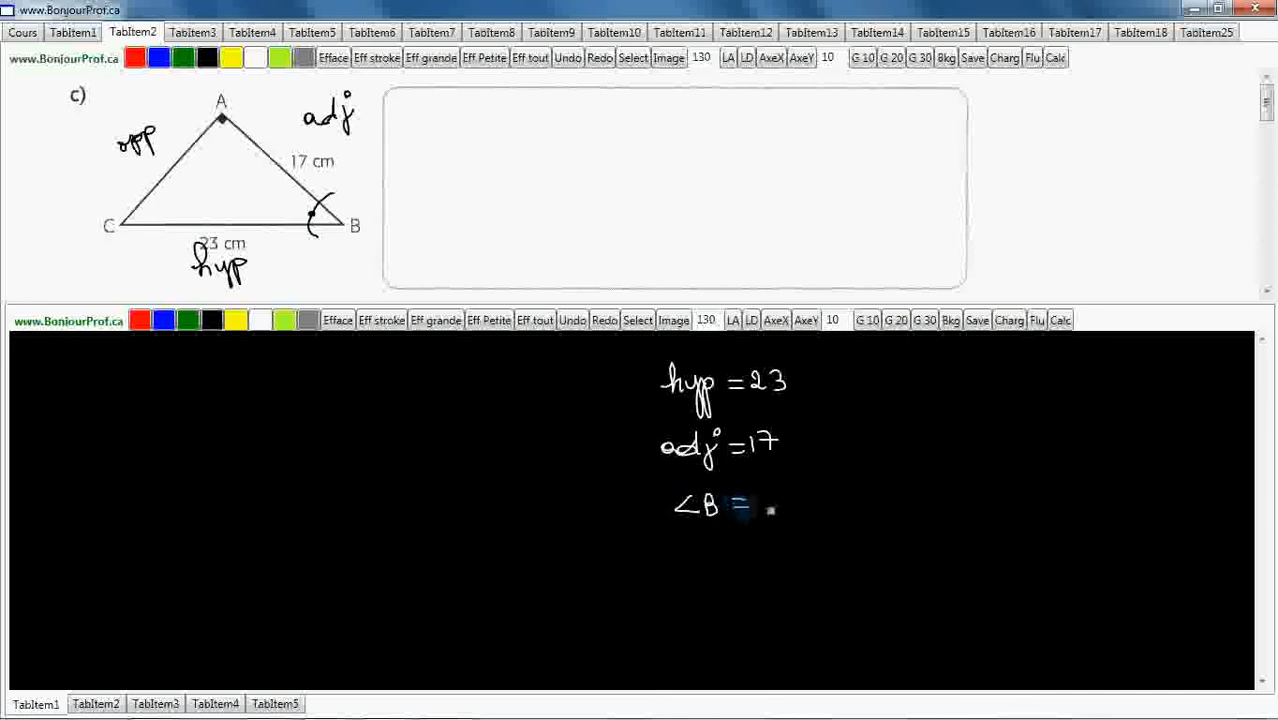 www.BonjourProf.ca
Cours TabItem1 TabItem2 TabItem3 TabItem4 TabItem5 TabItem6 TabItem7 TabItem8 TabItem9 TabItem10 TabItem11 TabItem12 TabItem13 TabItem14 TabItem15 TabItem16 TabItem17 TabItem18 TabItem25
www.BonjourProf.ca Efface Eff stroke Eff grande Eff Petite Eff tout Undo Redo Select Image 130 LA LD AxeX AxeY 10 G 10 G 20 G 30 Bkg Save Charg Flu Calc
c)
A
adj
opp
17 cm
C
B
23 cm
hyp
www.BonjourProf.ca Efface Eff stroke Eff grande Eff Petite Eff tout Undo Redo Select Image 130 LA LD AxeX AxeY 10 G 10 G 20 G 30 Bkg Save Charg Flu Calc
hyp = 23
adj = 17
∠B =
TabItem1 TabItem2 TabItem3 TabItem4 TabItem5